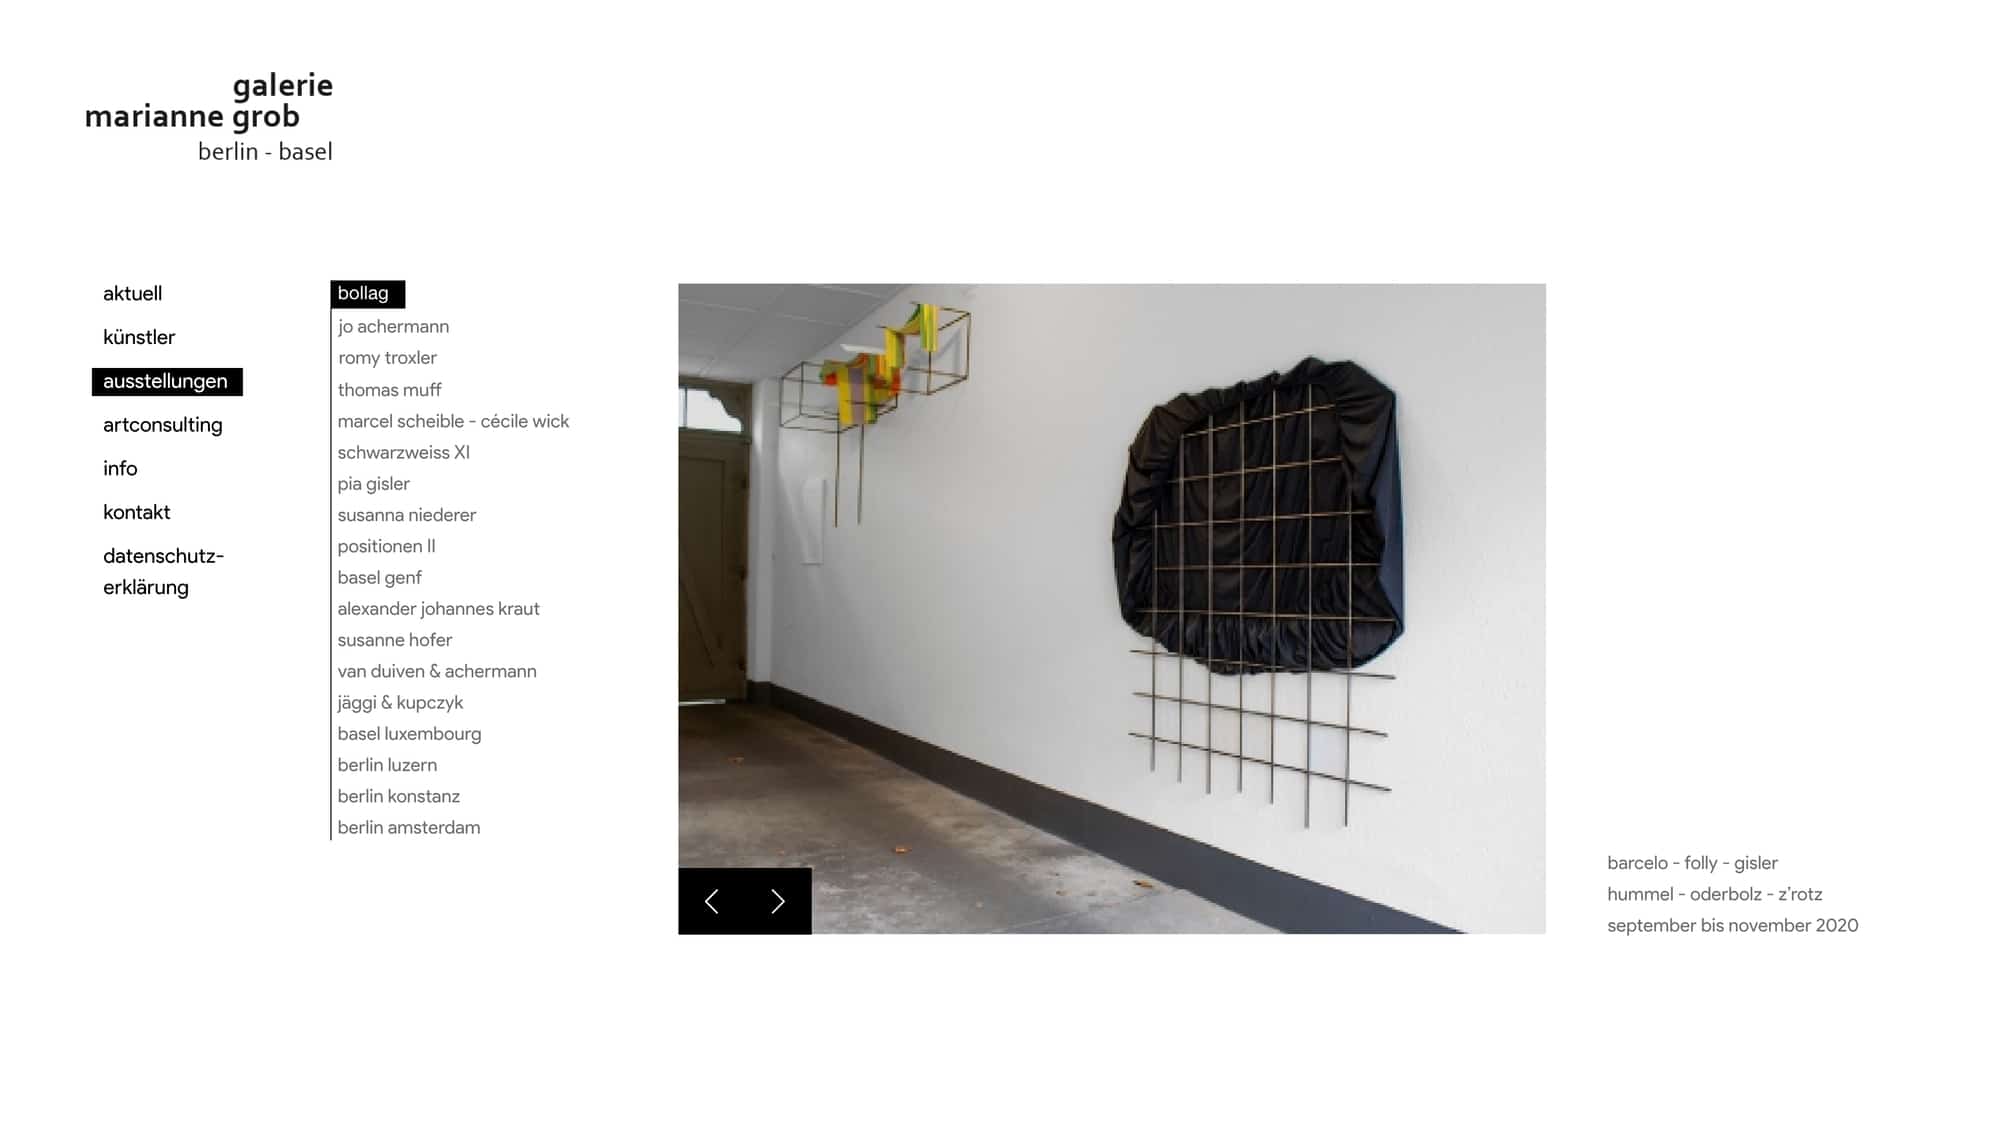 galerie
marianne grob
berlin - basel
aktuell
künstler
ausstellungen
artconsulting
info
kontakt
datenschutz-
erklärung
bollag
jo achermann
romy troxler
thomas muff
marcel scheible - cécile wick
schwarzweiss XI
pia gisler
susanna niederer
positionen II
basel genf
alexander johannes kraut
susanne hofer
van duiven & achermann
jäggi & kupczyk
basel luxembourg
berlin luzern
berlin konstanz
berlin amsterdam
barcelo - folly - gisler
hummel - oderbolz - z'rotz
september bis november 2020